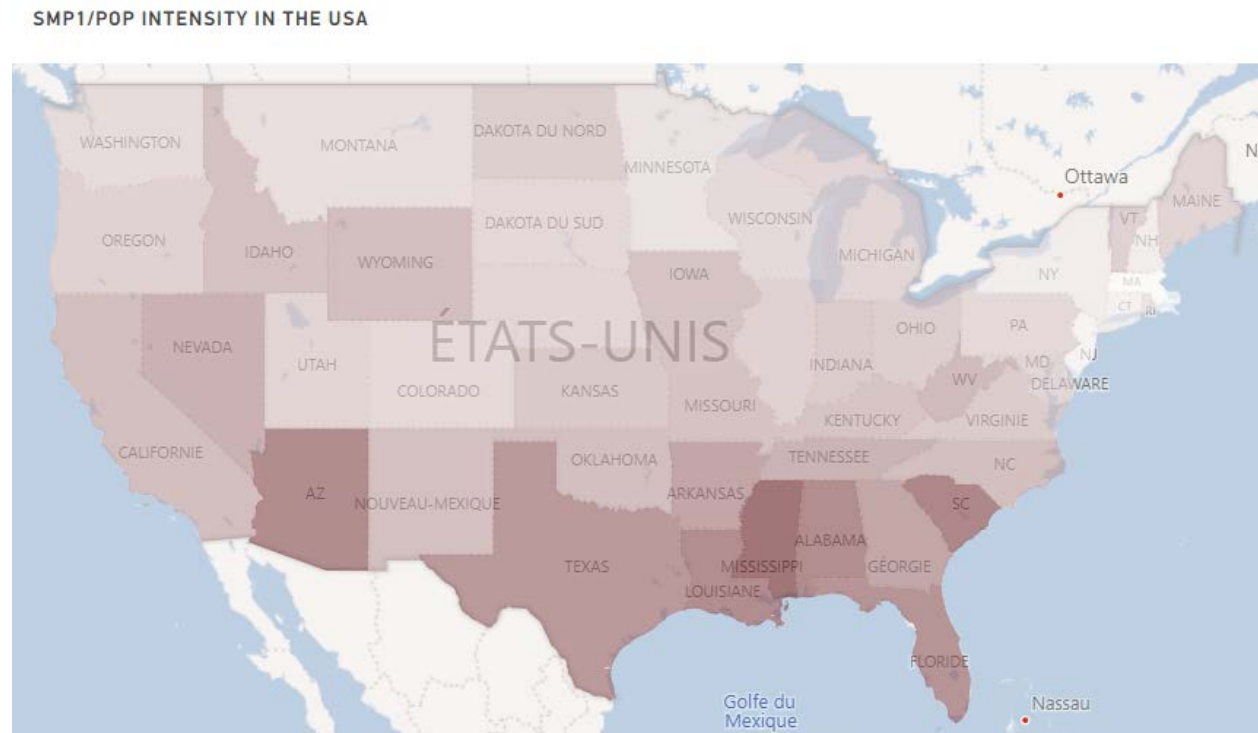 SMP1/POP INTENSITY IN THE USA
WASHINGTON
MONTANA
DAKOTA DU NORD
MINNESOTA
Ottawa
MAINE
VT
NH
OREGON
IDAHO
WYOMING
DAKOTA DU SUD
WISCONSIN
MICHIGAN
NY
IOWA
MA
CT
RI
NEVADA
UTAH
COLORADO
ÉTATS-UNIS
KANSAS
MISSOURI
INDIANA
OHIO
PA
NJ
MD
DELAWARE
WV
KENTUCKY
VIRGINIE
CALIFORNIE
AZ
NOUVEAU-MEXIQUE
OKLAHOMA
ARKANSAS
TENNESSEE
NC
SC
TEXAS
LOUISIANE
MISSISSIPPI
ALABAMA
GÉORGIE
FLORIDE
Golfe du
Mexique
Nassau
N